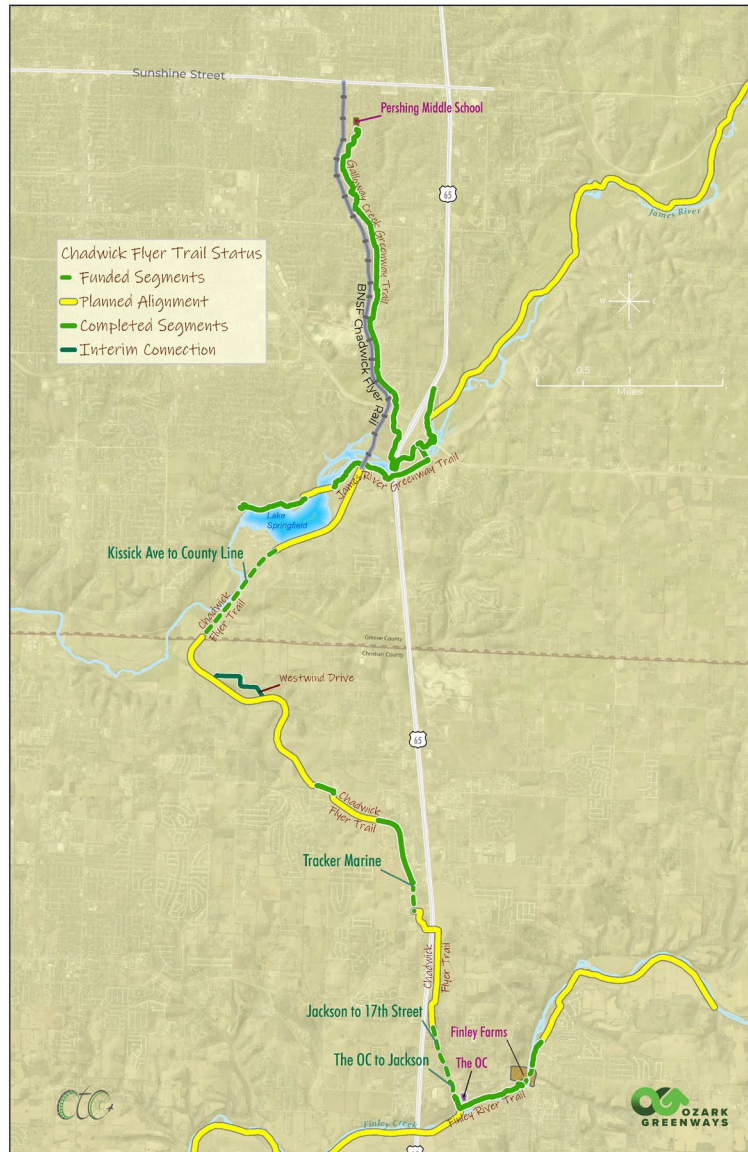 Sunshine Street
Pershing Middle School
65
James River
Galloway Creek Greenway Trail
Chadwick Flyer Trail Status
Funded Segments
Planned Alignment
Completed Segments
Interim Connection
N
W
E
S
BNSF Chadwick Flyer Rail
0 0.5 1 2
Miles
James River Greenway Trail
Lake
Springfield
Kissick Ave to County Line
Chadwick
Flyer Trail
Greene County
Christian County
Westwind Drive
65
Chadwick
Flyer Trail
Tracker Marine
Chadwick
Flyer Trail
Jackson to 17th Street
Finley Farms
The OC to Jackson
The OC
Finley River Trail
Finley Creek
65
OZARK
GREENWAYS